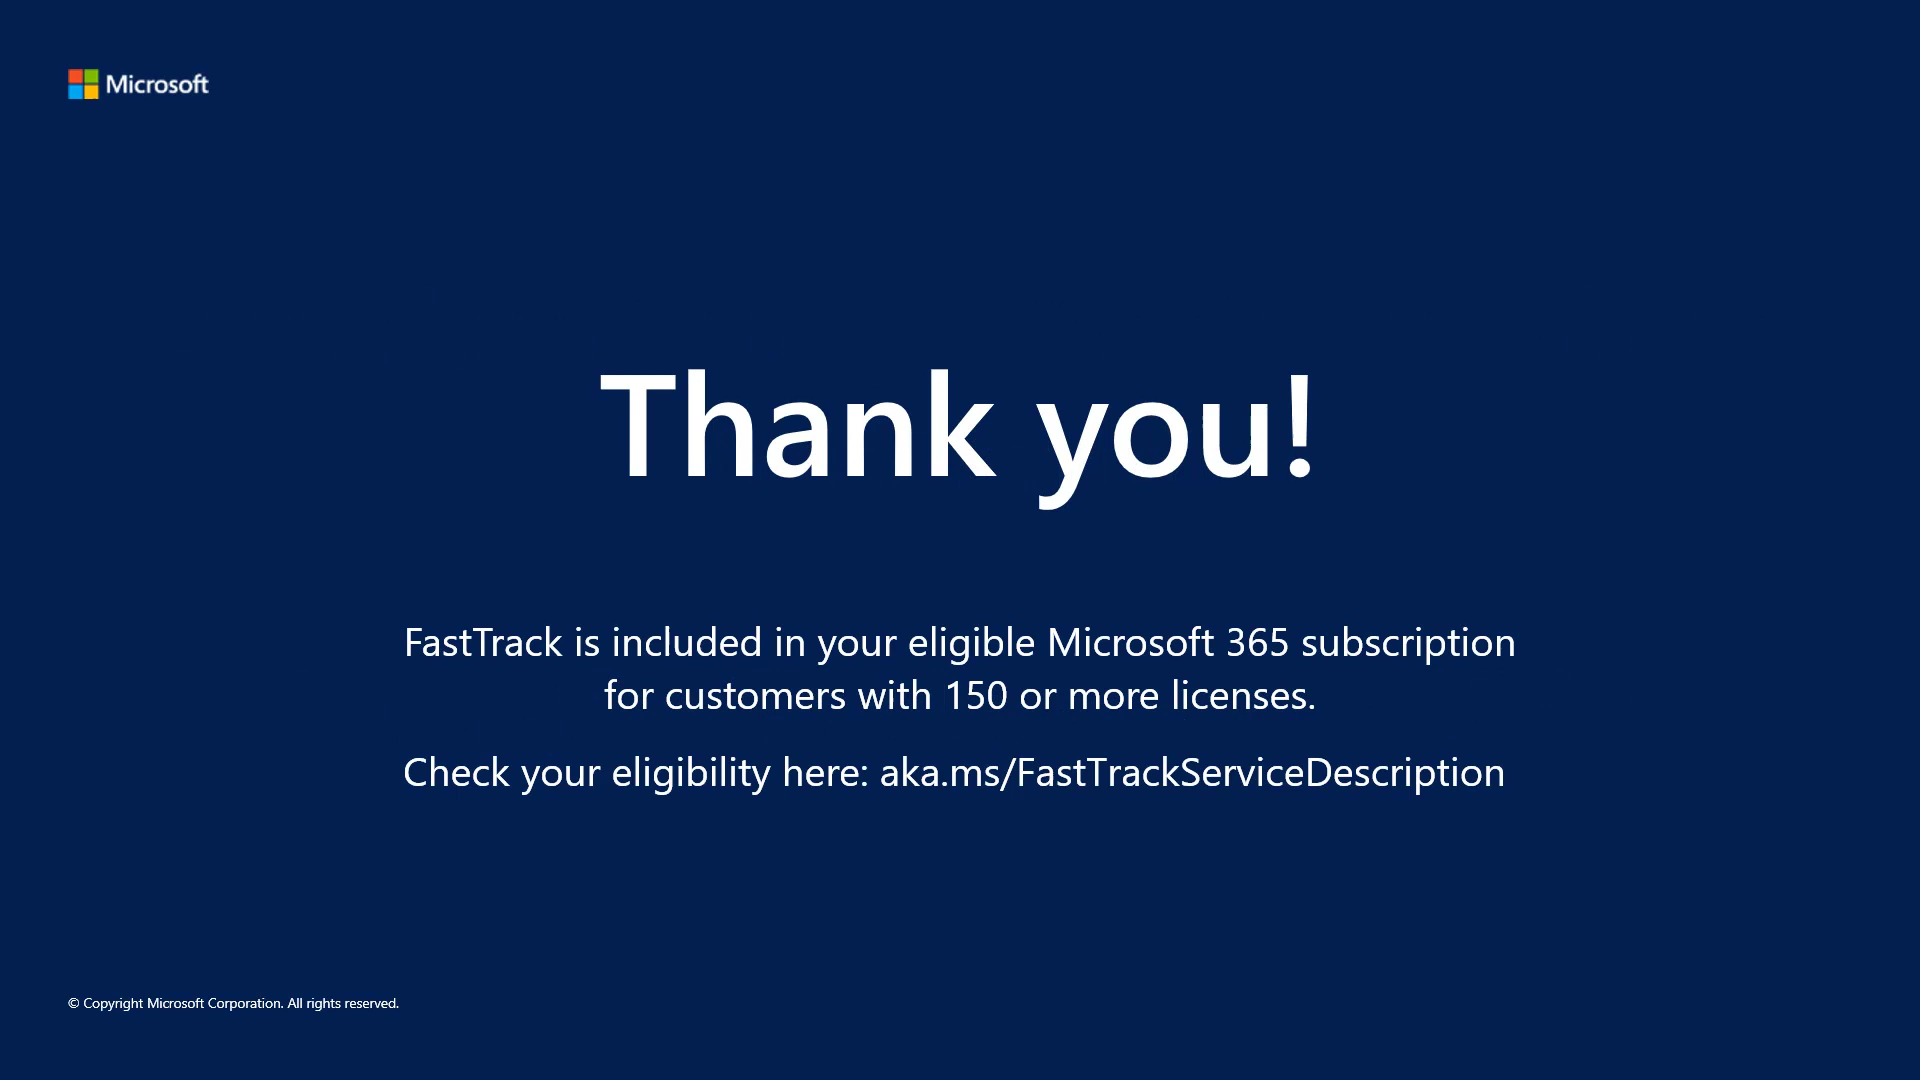 Microsoft
Thank you!
FastTrack is included in your eligible Microsoft 365 subscription
for customers with 150 or more licenses.
Check your eligibility here: aka.ms/FastTrackServiceDescription
© Copyright Microsoft Corporation. All rights reserved.